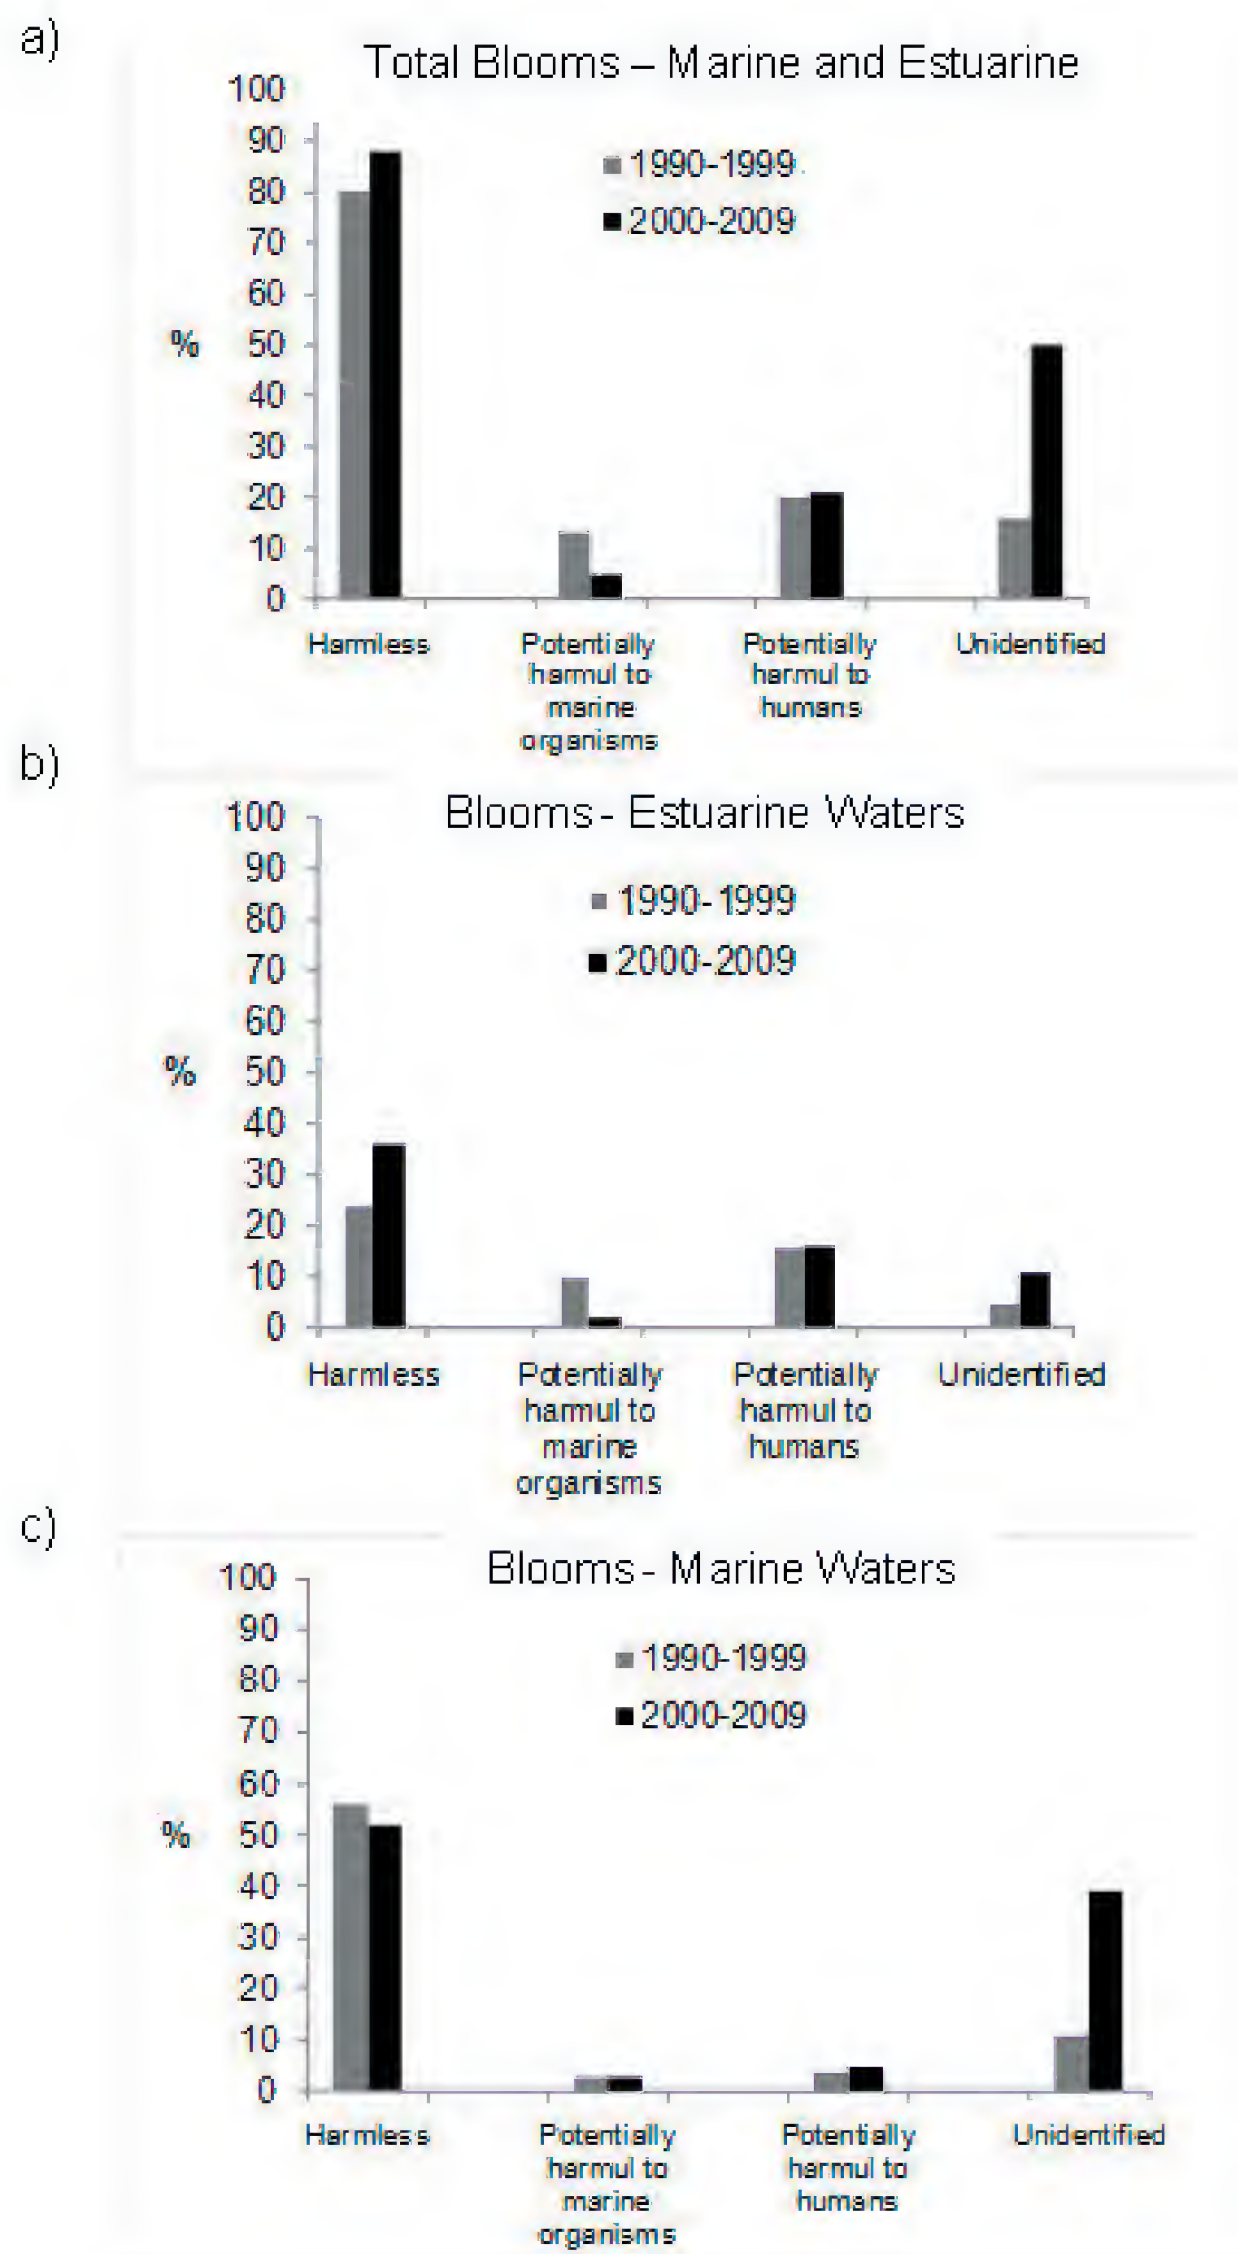 a)
Total Blooms – Marine and Estuarine
100
90
80
70
60
50
40
30
20
10
0
%
1990-1999
2000-2009
Harmless
Potentially
harmul to
marine
organisms
Potentially
harmul to
humans
Unidentified
b)
Blooms - Estuarine Waters
100
90
80
70
60
50
40
30
20
10
0
%
1990-1999
2000-2009
Harmless
Potentially
harmul to
marine
organisms
Potentially
harmul to
humans
Unidentified
c)
Blooms - Marine Waters
100
90
80
70
60
50
40
30
20
10
0
%
1990-1999
2000-2009
Harmless
Potentially
harmul to
marine
organisms
Potentially
harmul to
humans
Unidentified